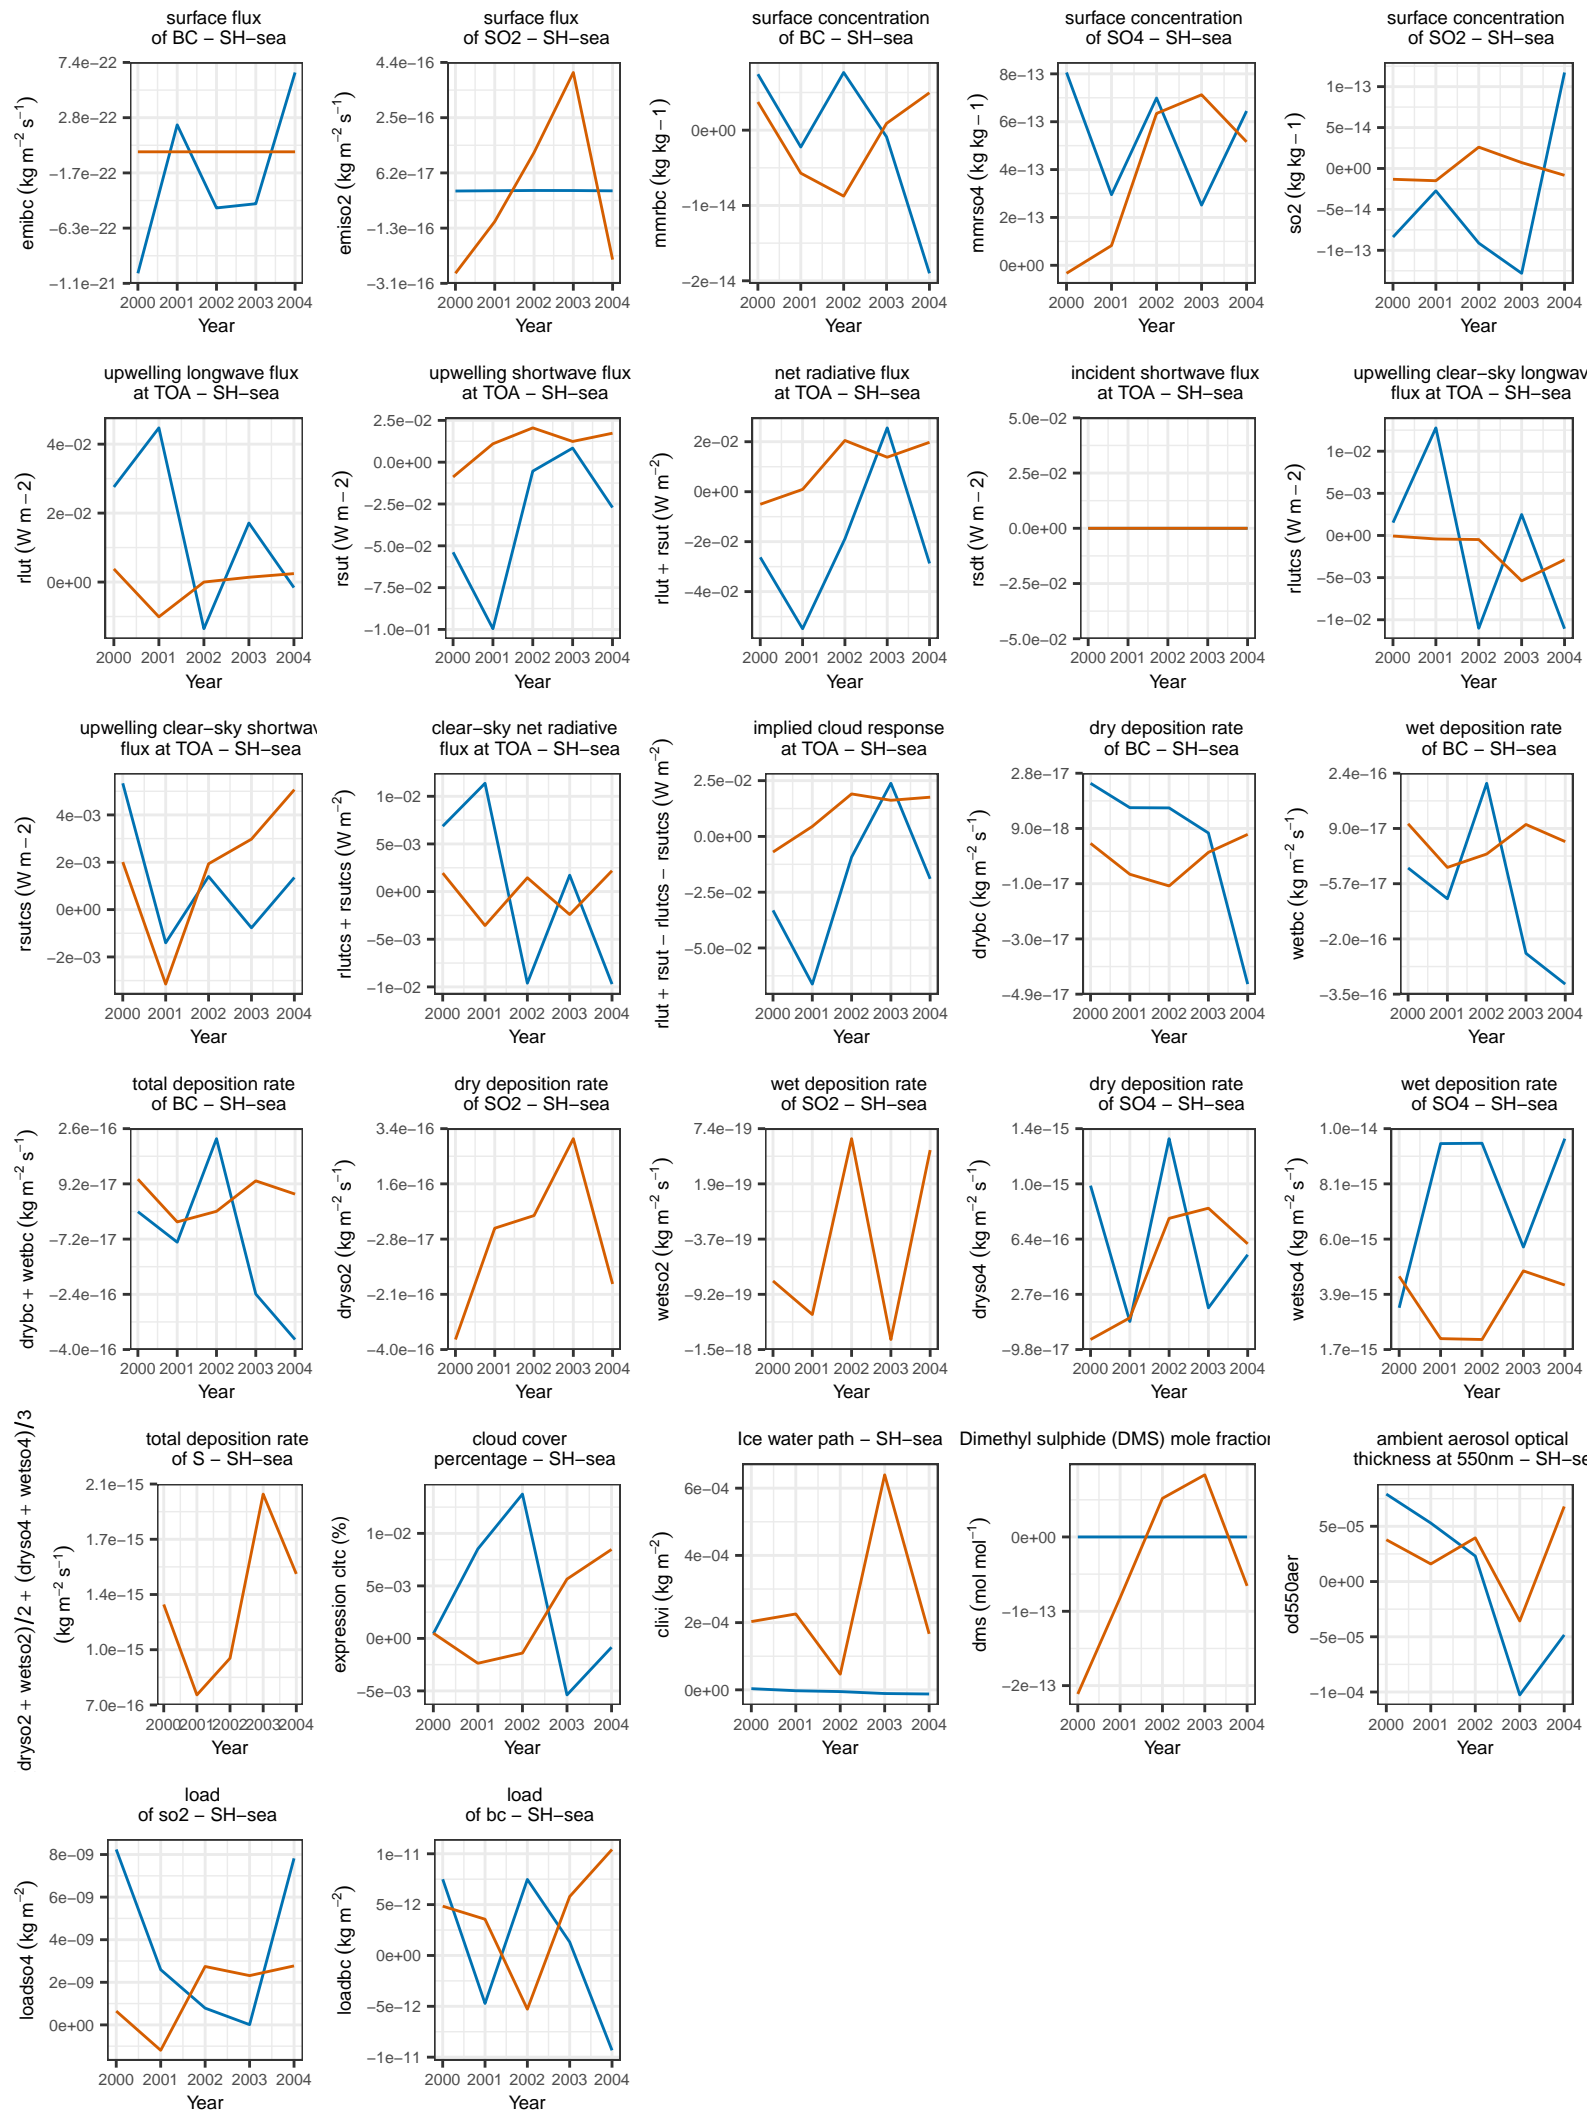 surface flux
of BC − SH−sea
emibc (kg m−2 s−1)
7.4e−22
2.8e−22
−1.7e−22
−6.3e−22
−1.1e−21
2000 2001 2002 2003 2004
Year
surface flux
of SO2 − SH−sea
emiso2 (kg m−2 s−1)
4.4e−16
2.5e−16
6.2e−17
−1.3e−16
−3.1e−16
2000 2001 2002 2003 2004
Year
surface concentration
of BC − SH−sea
mmrbc (kg kg − 1)
0e+00
−1e−14
−2e−14
2000 2001 2002 2003 2004
Year
surface concentration
of SO4 − SH−sea
mmrso4 (kg kg − 1)
8e−13
6e−13
4e−13
2e−13
0e+00
2000 2001 2002 2003 2004
Year
surface concentration
of SO2 − SH−sea
so2 (kg kg − 1)
1e−13
5e−14
0e+00
−5e−14
−1e−13
2000 2001 2002 2003 2004
Year
upwelling longwave flux
at TOA − SH−sea
rlut (W m − 2)
4e−02
2e−02
0e+00
2000 2001 2002 2003 2004
Year
upwelling shortwave flux
at TOA − SH−sea
rsut (W m − 2)
2.5e−02
0.0e+00
−2.5e−02
−5.0e−02
−7.5e−02
−1.0e−01
2000 2001 2002 2003 2004
Year
net radiative flux
at TOA − SH−sea
rlut + rsut (W m−2)
2e−02
0e+00
−2e−02
−4e−02
2000 2001 2002 2003 2004
Year
incident shortwave flux
at TOA − SH−sea
rsdt (W m − 2)
5.0e−02
2.5e−02
0.0e+00
−2.5e−02
−5.0e−02
2000 2001 2002 2003 2004
Year
upwelling clear−sky longwav
flux at TOA − SH−sea
rlutcs (W m − 2)
1e−02
5e−03
0e+00
−5e−03
−1e−02
2000 2001 2002 2003 2004
Year
upwelling clear−sky shortwav
flux at TOA − SH−sea
rsutcs (W m − 2)
4e−03
2e−03
0e+00
−2e−03
2000 2001 2002 2003 2004
Year
clear−sky net radiative
flux at TOA − SH−sea
rlutcs + rsutcs (W m−2)
1e−02
5e−03
0e+00
−5e−03
−1e−02
2000 2001 2002 2003 2004
Year
implied cloud response
at TOA − SH−sea
rlut + rsut − rlutcs − rsutcs (W m−2)
2.5e−02
0.0e+00
−2.5e−02
−5.0e−02
2000 2001 2002 2003 2004
Year
dry deposition rate
of BC − SH−sea
drybc (kg m−2 s−1)
2.8e−17
9.0e−18
−1.0e−17
−3.0e−17
−4.9e−17
2000 2001 2002 2003 2004
Year
wet deposition rate
of BC − SH−sea
wetbc (kg m−2 s−1)
2.4e−16
9.0e−17
−5.7e−17
−2.0e−16
−3.5e−16
2000 2001 2002 2003 2004
Year
total deposition rate
of BC − SH−sea
drybc + wetbc (kg m−2 s−1)
2.6e−16
9.2e−17
−7.2e−17
−2.4e−16
−4.0e−16
2000 2001 2002 2003 2004
Year
dry deposition rate
of SO2 − SH−sea
dryso2 (kg m−2 s−1)
3.4e−16
1.6e−16
−2.8e−17
−2.1e−16
−4.0e−16
2000 2001 2002 2003 2004
Year
wet deposition rate
of SO2 − SH−sea
wetso2 (kg m−2 s−1)
7.4e−19
1.9e−19
−3.7e−19
−9.2e−19
−1.5e−18
2000 2001 2002 2003 2004
Year
dry deposition rate
of SO4 − SH−sea
dryso4 (kg m−2 s−1)
1.4e−15
1.0e−15
6.4e−16
2.7e−16
−9.8e−17
2000 2001 2002 2003 2004
Year
wet deposition rate
of SO4 − SH−sea
wetso4 (kg m−2 s−1)
1.0e−14
8.1e−15
6.0e−15
3.9e−15
1.7e−15
2000 2001 2002 2003 2004
Year
total deposition rate
of S − SH−sea
dryso2 + wetso2)/2 + (dryso4 + wetso4)/3
(kg m−2 s−1)
2.1e−15
1.7e−15
1.4e−15
1.0e−15
7.0e−16
2000 2001 2002 2003 2004
Year
cloud cover
percentage − SH−sea
expression cltc (%)
1e−02
5e−03
0e+00
−5e−03
2000 2001 2002 2003 2004
Year
Ice water path − SH−sea
clivi (kg m−2)
6e−04
4e−04
2e−04
0e+00
2000 2001 2002 2003 2004
Year
Dimethyl sulphide (DMS) mole fraction
dms (mol mol−1)
0e+00
−1e−13
−2e−13
2000 2001 2002 2003 2004
Year
ambient aerosol optical
thickness at 550nm − SH−se
od550aer
5e−05
0e+00
−5e−05
−1e−04
2000 2001 2002 2003 2004
Year
load
of so2 − SH−sea
loadso4 (kg m−2)
8e−09
6e−09
4e−09
2e−09
0e+00
2000 2001 2002 2003 2004
Year
load
of bc − SH−sea
loadbc (kg m−2)
1e−11
5e−12
0e+00
−5e−12
−1e−11
2000 2001 2002 2003 2004
Year